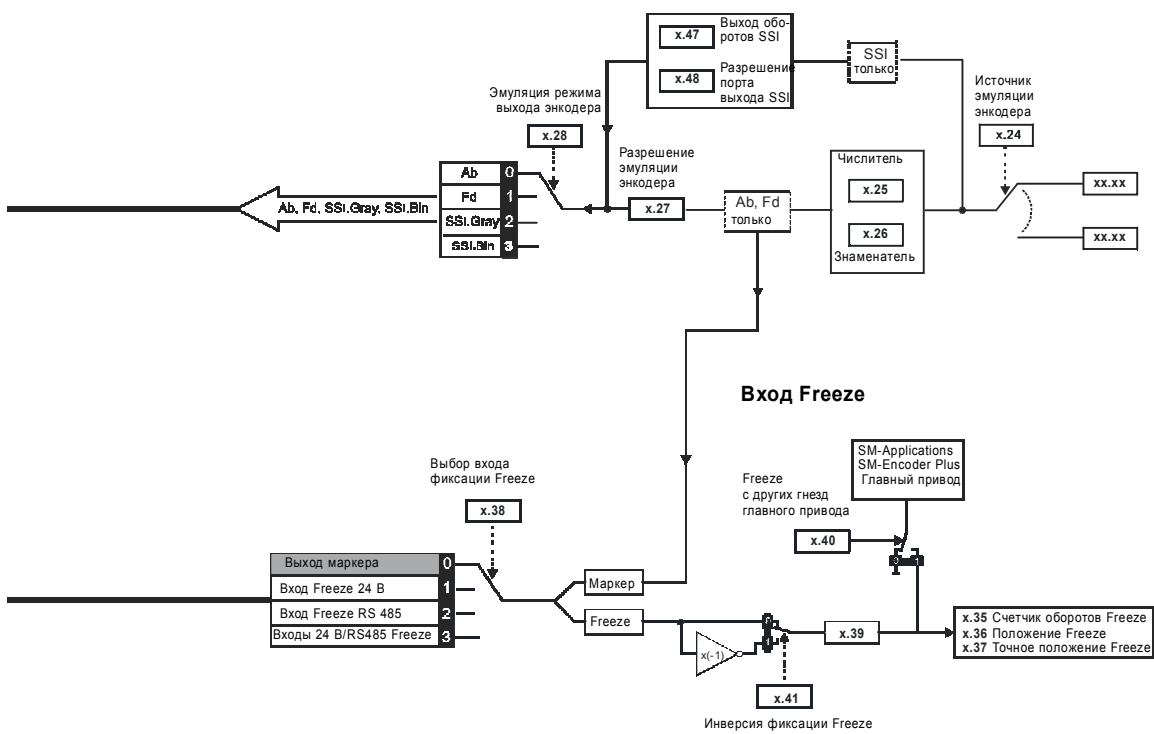 x.47
Выход обо-
ротов SSI
x.48
Разрешение
порта
выхода SSI
SSI
только
Источник
эмуляции
энкодера
x.24
Эмуляция режима
выхода энкодера
x.28
Разрешение
эмуляции
энкодера
x.27
Ab, Fd
только
Числитель
x.25
x.26
Знаменатель
xx.xx
xx.xx
Ab, Fd, SSI.Gray, SSI.Bin
Ab 0
Fd 1
SSI.Gray 2
SSI.Bin 3
Вход Freeze
SM-Applications
SM-Encoder Plus
Главный привод
Freeze
с других гнезд
главного привода
x.40
0 1
Выбор входа
фиксации Freeze
x.38
Выход маркера 0
Вход Freeze 24 В 1
Вход Freeze RS 485 2
Входы 24 В/RS485 Freeze 3
Маркер
Freeze
x(-1)
0
1
x.39
x.41
Инверсия фиксации Freeze
x.35 Счетчик оборотов Freeze
x.36 Положение Freeze
x.37 Точное положение Freeze